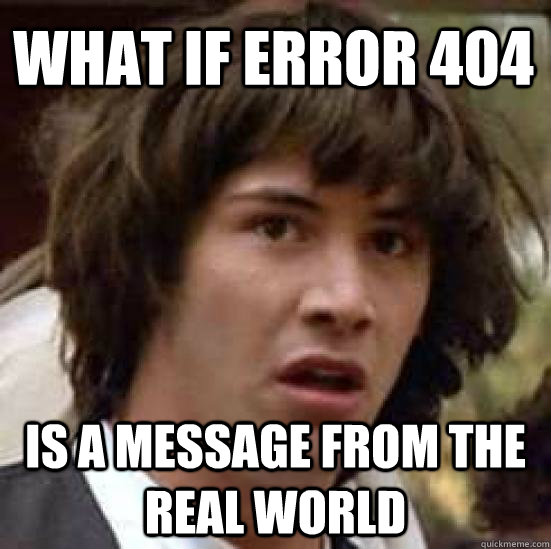 WHAT IF ERROR 404
IS A MESSAGE FROM THE
REAL WORLD
quickmeme.com